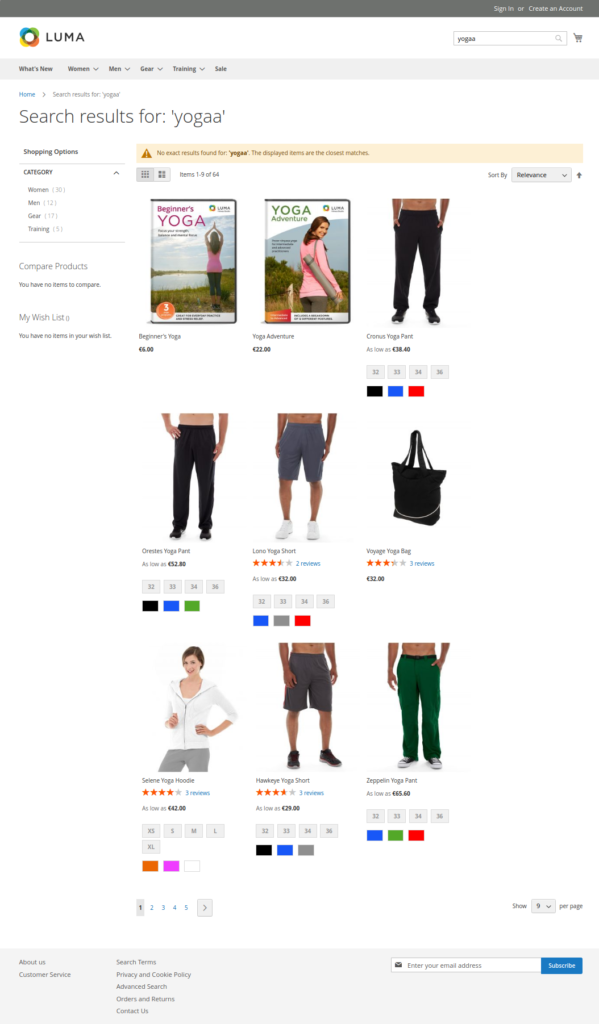 Sign In or Create an Account
LUMA
yogaa
What's New Women Men Gear Training Sale
Home > Search results for: 'yogaa'
Search results for: 'yogaa'
Shopping Options
CATEGORY
Women (30)
Men (12)
Gear (17)
Training (5)
Compare Products
You have no items to compare.
My Wish List
You have no items in your wish list.
No exact results found for: 'yogaa'. The displayed items are the closest matches.
Items 1-9 of 64
Sort By Relevance
Beginner's
YOGA
LUMA
3
YOGA
Adventure
LUMA
Beginner's Yoga
€6.00
Yoga Adventure
€22.00
Cronus Yoga Pant
As low as €38.40
32 33 34 36
Orestes Yoga Pant
As low as €52.80
32 33 34 36
Lono Yoga Short
2 reviews
As low as €32.00
32 33 34 36
Voyage Yoga Bag
3 reviews
€32.00
Selene Yoga Hoodie
3 reviews
As low as €42.00
XS S M L
XL
Hawkeye Yoga Short
3 reviews
As low as €29.00
32 33 34 36
Zeppelin Yoga Pant
As low as €65.60
32 33 34 36
1 2 3 4 5
Show 9 per page
About us
Customer Service
Search Terms
Privacy and Cookie Policy
Advanced Search
Orders and Returns
Contact Us
Enter your email address
Subscribe